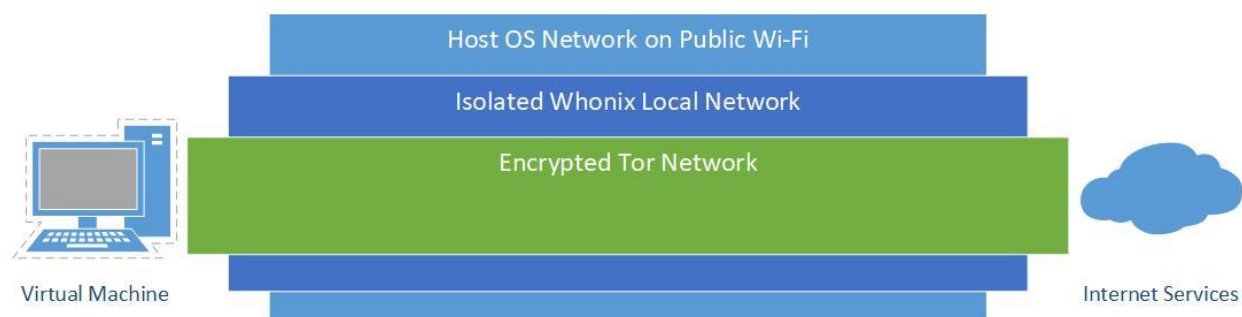 Host OS Network on Public Wi-Fi
Isolated Whonix Local Network
Encrypted Tor Network
Virtual Machine
Internet Services